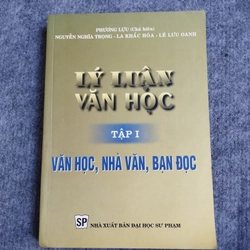 PHƯƠNG LỰU (Chủ biên)
NGUYỄN NGHĨA TRỌNG - LA KHẮC HÒA - LÊ LƯU OANH
LÝ LUẬN
VĂN HỌC
TẬP I
VĂN HỌC, NHÀ VĂN, BẠN ĐỌC
SP
NHÀ XUẤT BẢN ĐẠI HỌC SƯ PHẠM